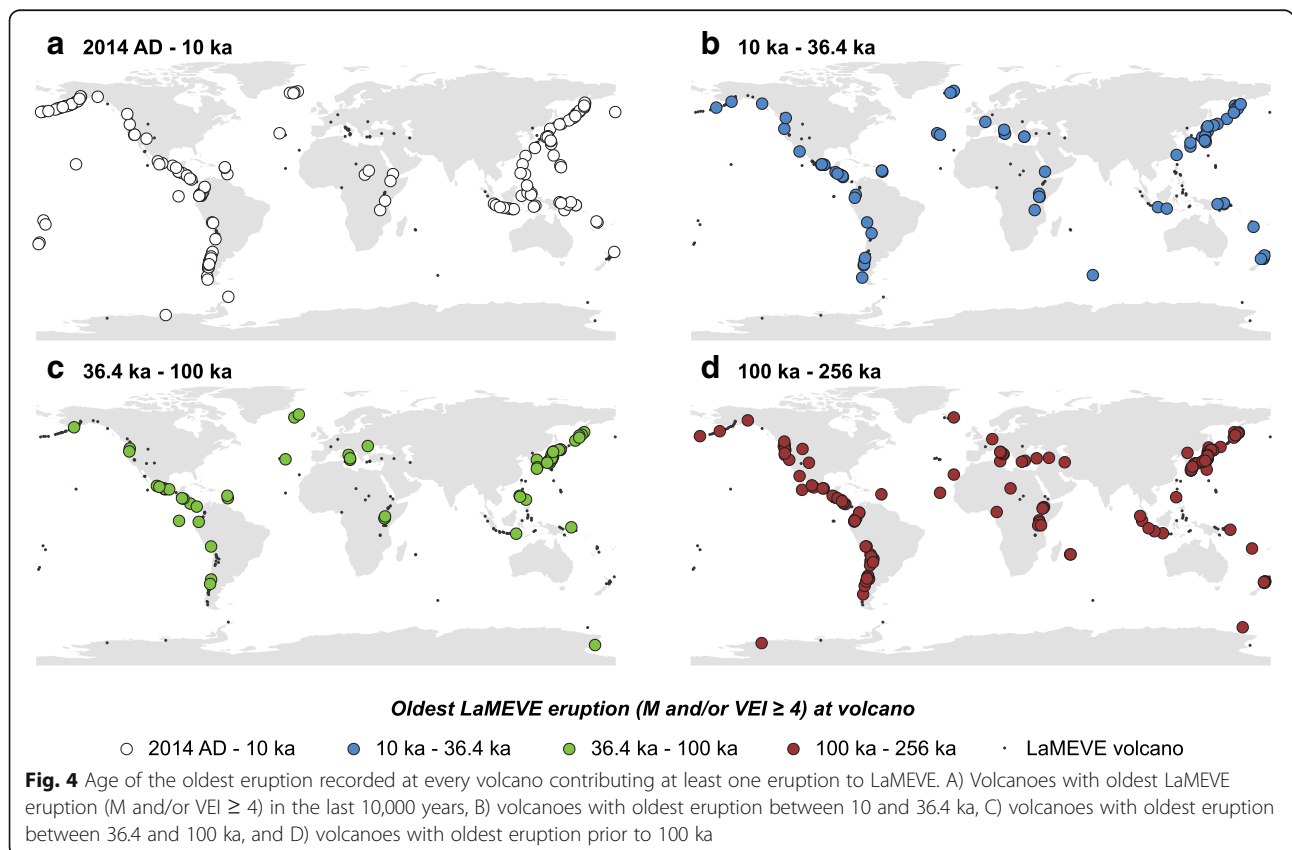 a 2014 AD - 10 ka
b 10 ka - 36.4 ka
c 36.4 ka - 100 ka
d 100 ka - 256 ka
Oldest LaMEVE eruption (M and/or VEI ≥ 4) at volcano
2014 AD - 10 ka 10 ka - 36.4 ka 36.4 ka - 100 ka 100 ka - 256 ka LaMEVE volcano
Fig. 4 Age of the oldest eruption recorded at every volcano contributing at least one eruption to LaMEVE. A) Volcanoes with oldest LaMEVE
eruption (M and/or VEI ≥ 4) in the last 10,000 years, B) volcanoes with oldest eruption between 10 and 36.4 ka, C) volcanoes with oldest eruption
between 36.4 and 100 ka, and D) volcanoes with oldest eruption prior to 100 ka